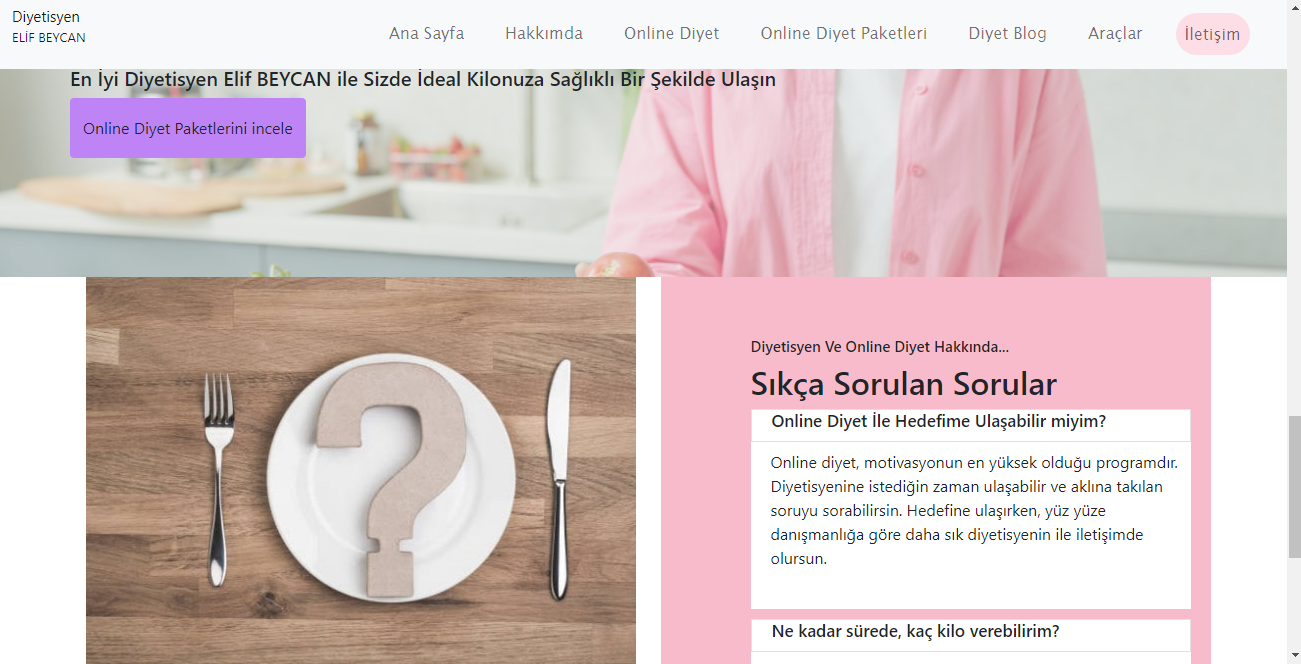 Diyetisyen
ELİF BEYCAN
Ana Sayfa
Hakkımda
Online Diyet
Online Diyet Paketleri
Diyet Blog
Araçlar
İletişim
En İyi Diyetisyen Elif BEYCAN ile Sizde İdeal Kilonuza Sağlıklı Bir Şekilde Ulaşın
Online Diyet Paketlerini incele
Diyetisyen Ve Online Diyet Hakkında...
Sıkça Sorulan Sorular
Online Diyet İle Hedefime Ulaşabilir miyim?
Online diyet, motivasyonun en yüksek olduğu programdır.
Diyetisyenine istediğin zaman ulaşabilir ve aklına takılan
soruyu sorabilirsin. Hedefine ulaşırken, yüz yüze
danışmanlığa göre daha sık diyetisyenin ile iletişimde
olursun.
Ne kadar sürede, kaç kilo verebilirim?